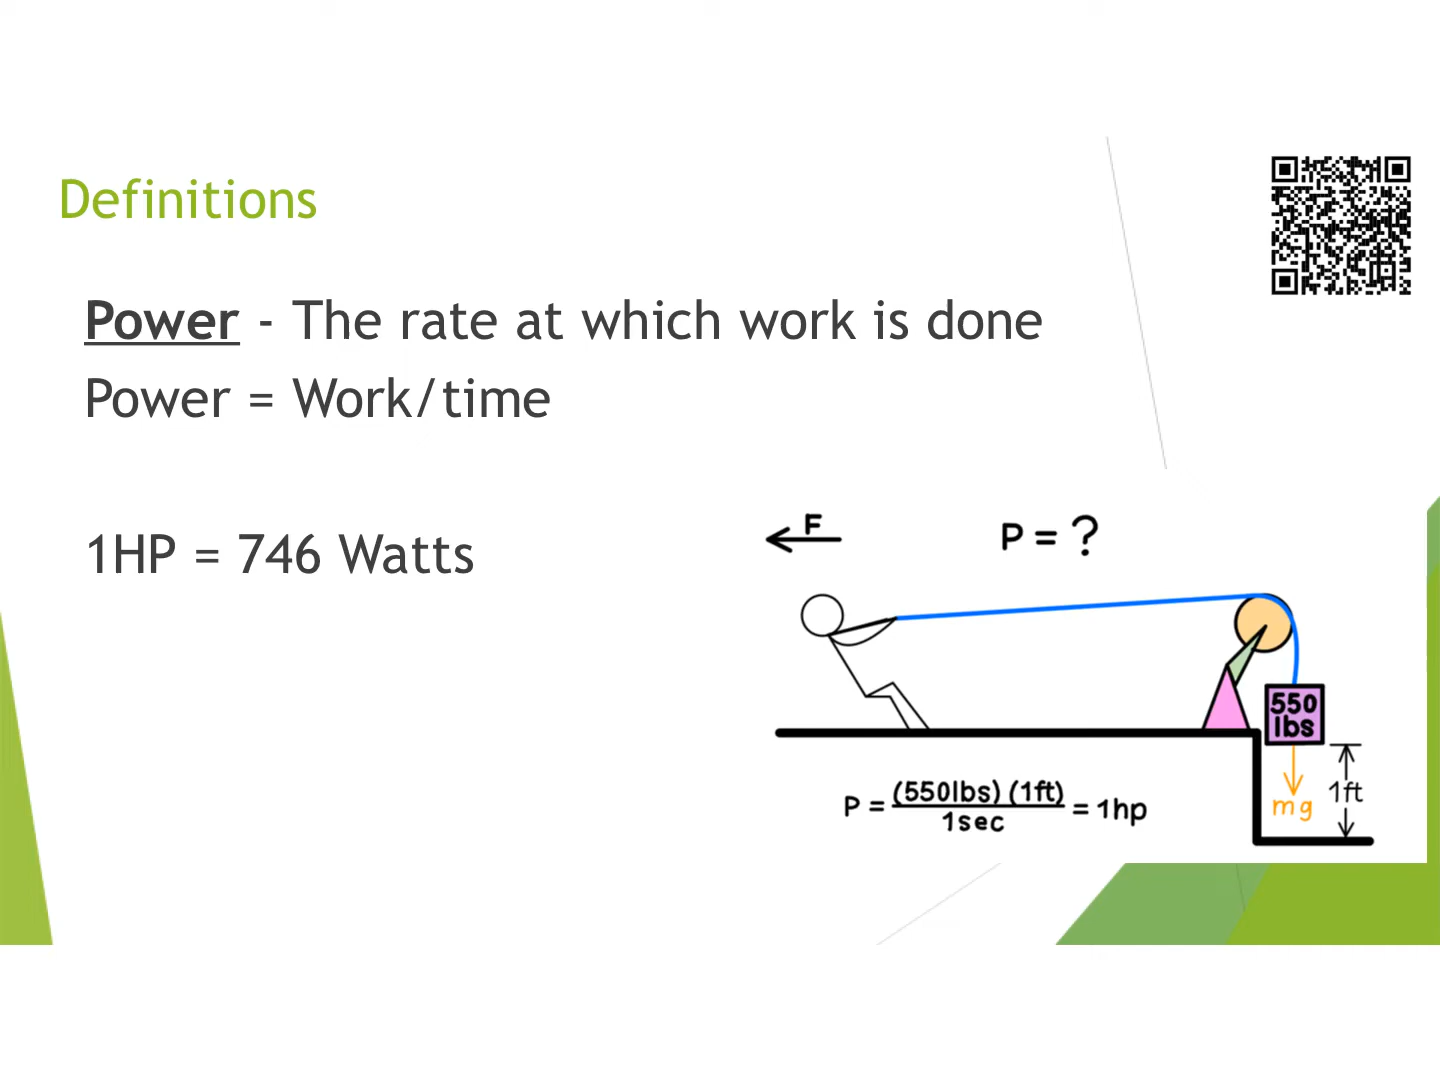 Definitions
Power - The rate at which work is done
Power = Work/time
1HP = 746 Watts
F
P = ?
550
lbs
mg
1ft
P = (550lbs) (1ft) / 1sec = 1hp